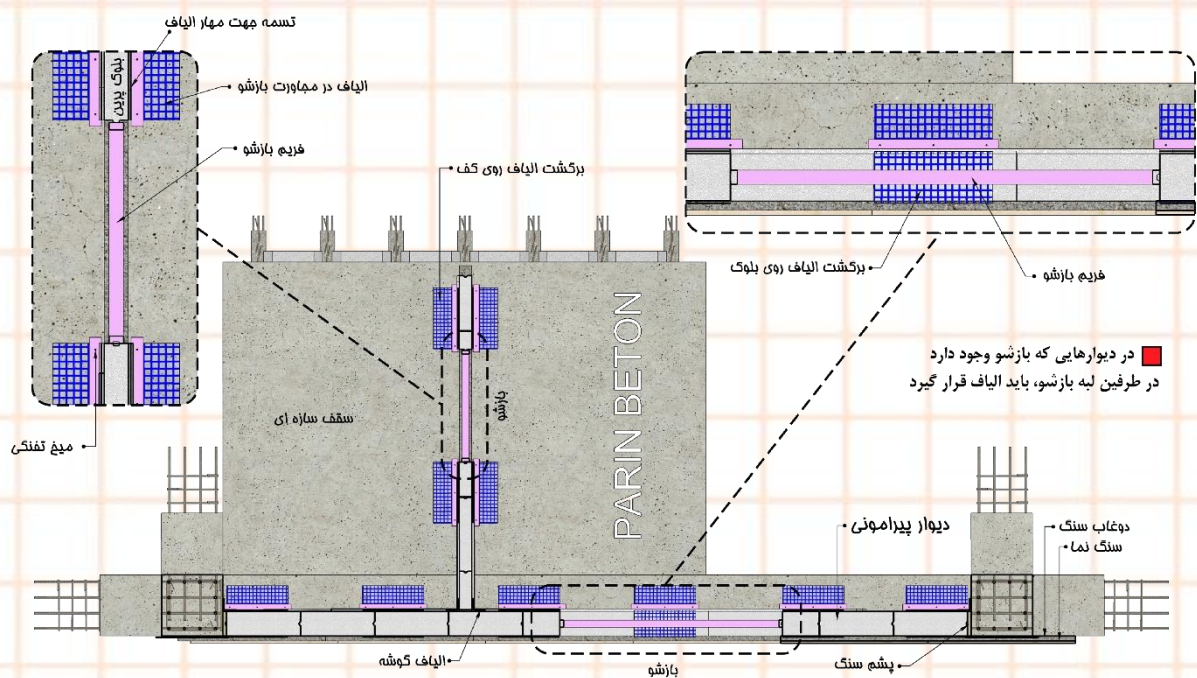 تسمه جهت مهار الیاف
بلوک پرین
الیاف در مجاورت بازشو
فریم بازشو
میخ تفنگی
برگشت الیاف روی کف
برگشت الیاف روی بلوک
فریم بازشو
در دیوارهایی که بازشو وجود دارد
در طرفین لبه بازشو، باید الیاف قرار گیرد
سقف سازه ای
بازشو
PARIN BETON
دیوار پیرامونی
دوغاب سنگ
سنگ نما
الیاف گوشه
بازشو
پشم سنگ